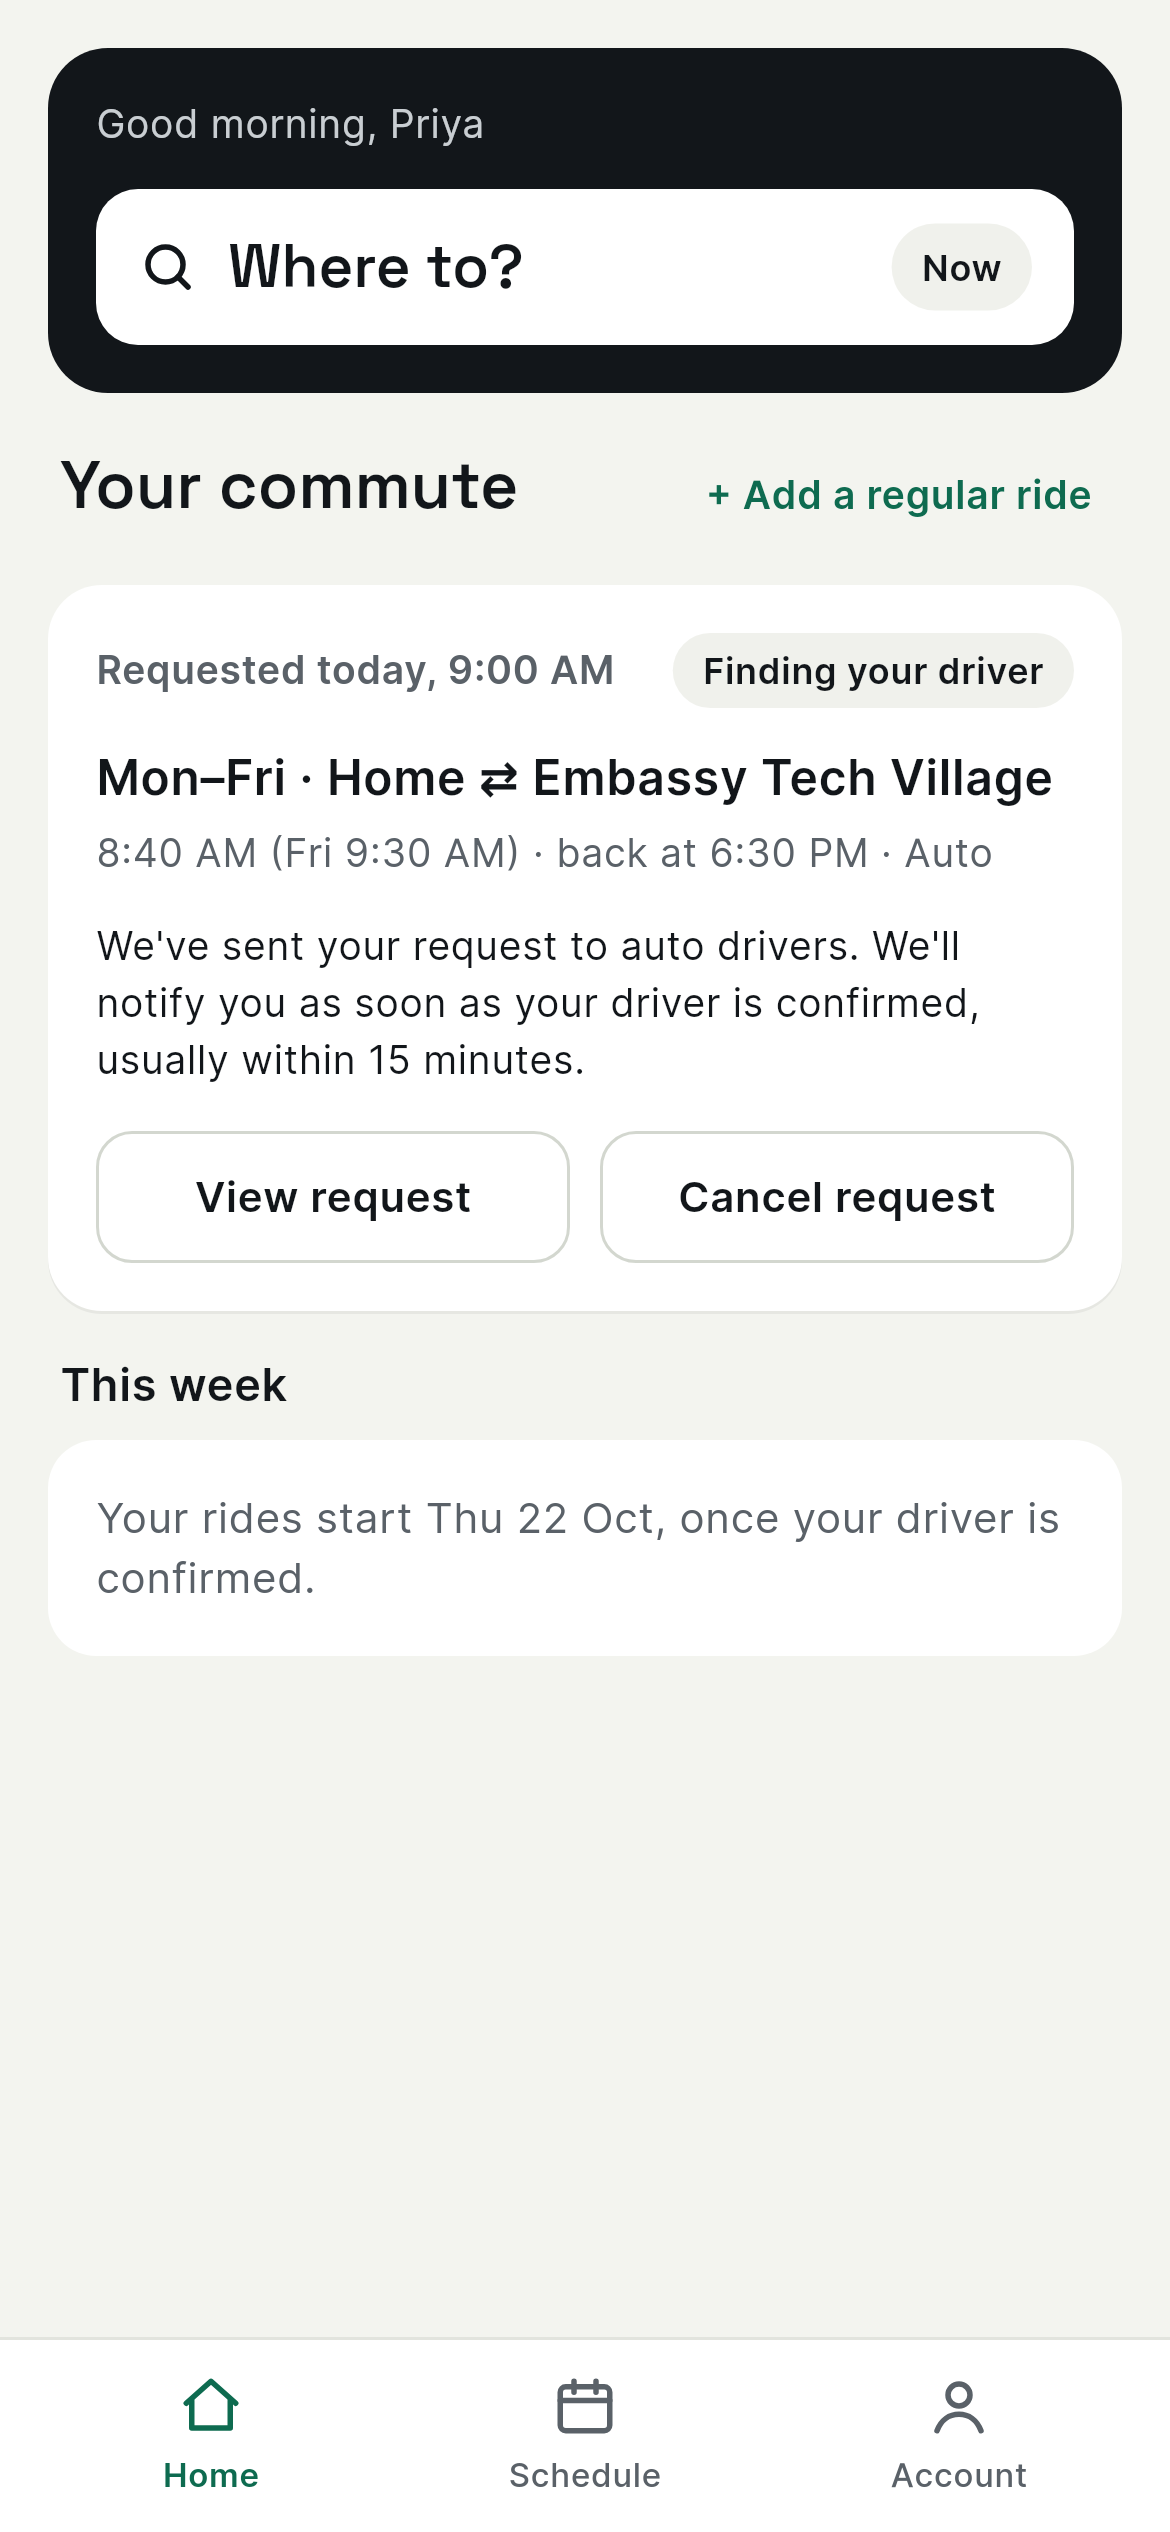 Good morning, Priya
Where to?
Now
Your commute
+ Add a regular ride
Requested today, 9:00 AM
Finding your driver
Mon–Fri · Home ⇄ Embassy Tech Village
8:40 AM (Fri 9:30 AM) · back at 6:30 PM · Auto
We've sent your request to auto drivers. We'll
notify you as soon as your driver is confirmed,
usually within 15 minutes.
View request
Cancel request
This week
Your rides start Thu 22 Oct, once your driver is
confirmed.
Home
Schedule
Account